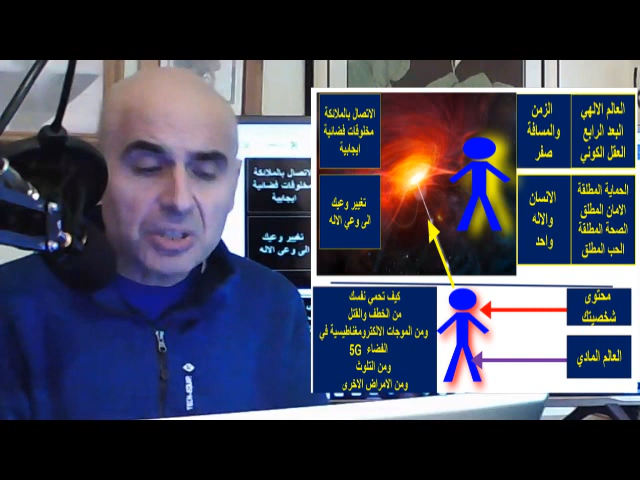 الاتصال بالملائكة
مخلوقات فضائية
ايجابية
تغيير وعيك
الى وعي الاله
الزمن
والمسافة
صفر
العالم الالهي
البعد الرابع
العقل الكوني
الانسان
والاله
واحد
الحماية المطلقة
الامان المطلق
الصحة المطلقة
الحب المطلق
كيف تحمي نفسك
من الخطف والقتل
ومن الموجات الالكترومغناطيسية في
الفضاء 5G
ومن التلوث
ومن الامراض الاخرى
محتوى
شخصيتك
العالم المادي
الاتصال بالملائكة
مخلوقات فضائية
ايجابية
تغيير وعيك
الى وعي الاله